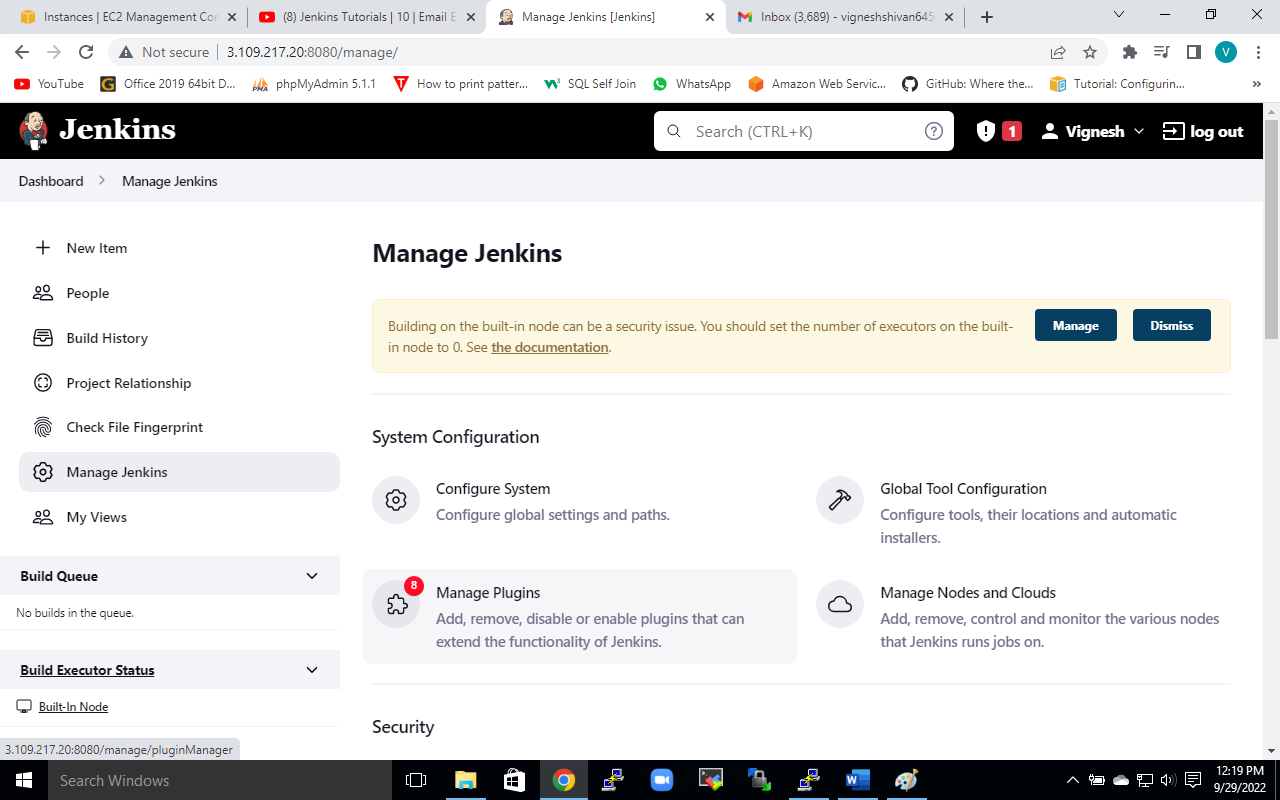 Instances | EC2 Management Con
(8) Jenkins Tutorials | 10 | Email E
Manage Jenkins [Jenkins]
Inbox (3,689) - vigneshshivan645
Not secure
3.109.217.20:8080/manage/
V
YouTube
Office 2019 64bit D...
phpMyAdmin 5.1.1
How to print patter...
SQL Self Join
WhatsApp
Amazon Web Servic...
GitHub: Where the...
Tutorial: Configurin...
Jenkins
Search (CTRL+K)
1
Vignesh
log out
Dashboard
Manage Jenkins
New Item
People
Build History
Project Relationship
Check File Fingerprint
Manage Jenkins
My Views
Build Queue
No builds in the queue.
Build Executor Status
Built-In Node
Manage Jenkins
Building on the built-in node can be a security issue. You should set the number of executors on the built-
in node to 0. See the documentation.
Manage
Dismiss
System Configuration
Configure System
Configure global settings and paths.
Global Tool Configuration
Configure tools, their locations and automatic
installers.
8
Manage Plugins
Add, remove, disable or enable plugins that can
extend the functionality of Jenkins.
Manage Nodes and Clouds
Add, remove, control and monitor the various nodes
that Jenkins runs jobs on.
Security
3.109.217.20:8080/manage/pluginManager
Search Windows
12:19 PM
9/29/2022